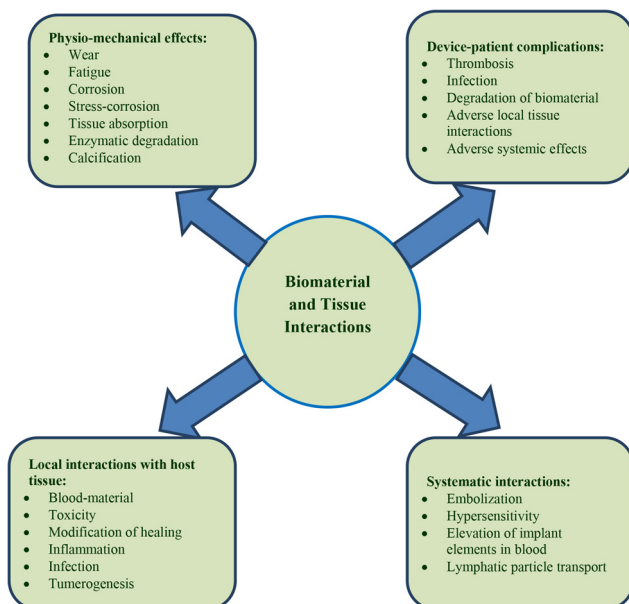 Physio-mechanical effects:
• Wear
• Fatigue
• Corrosion
• Stress-corrosion
• Tissue absorption
• Enzymatic degradation
• Calcification
Device-patient complications:
• Thrombosis
• Infection
• Degradation of biomaterial
• Adverse local tissue
interactions
• Adverse systemic effects
Biomaterial
and Tissue
Interactions
Local interactions with host
tissue:
• Blood-material
• Toxicity
• Modification of healing
• Inflammation
• Infection
• Tumerogenesis
Systematic interactions:
• Embolization
• Hypersensitivity
• Elevation of implant
elements in blood
• Lymphatic particle transport